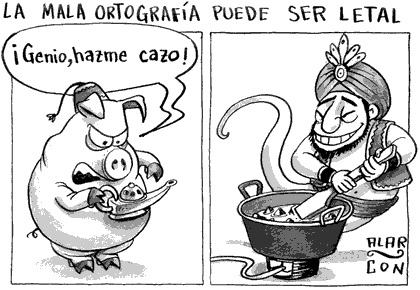 LA MALA ORTOGRAFÍA PUEDE SER LETAL
¡Genio, hazme cazo!
ALAR
CON